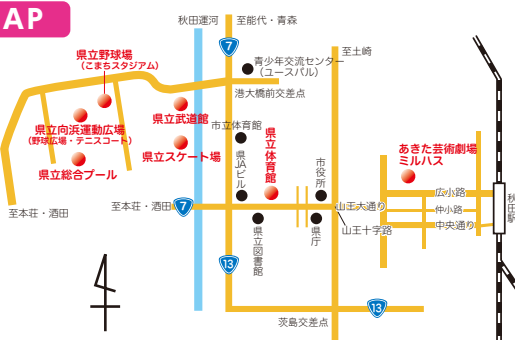 AP
秋田運河
至能代・青森
7
県立野球場
（こまちスタジアム）
青少年交流センター
（ユースパル）
至土崎
港大橋前交差点
県立武道館
県立向浜運動広場
（野球広場・テニスコート）
市立体育館
県立体育館
県立スケート場
県JAビル
市役所
あきた芸術劇場
ミルハス
県立総合プール
広小路
秋田駅
至本荘・酒田
至本荘・酒田
7
山王大通り
仲小路
中央通り
県立図書館
県庁
山王十字路
13
13
茨島交差点